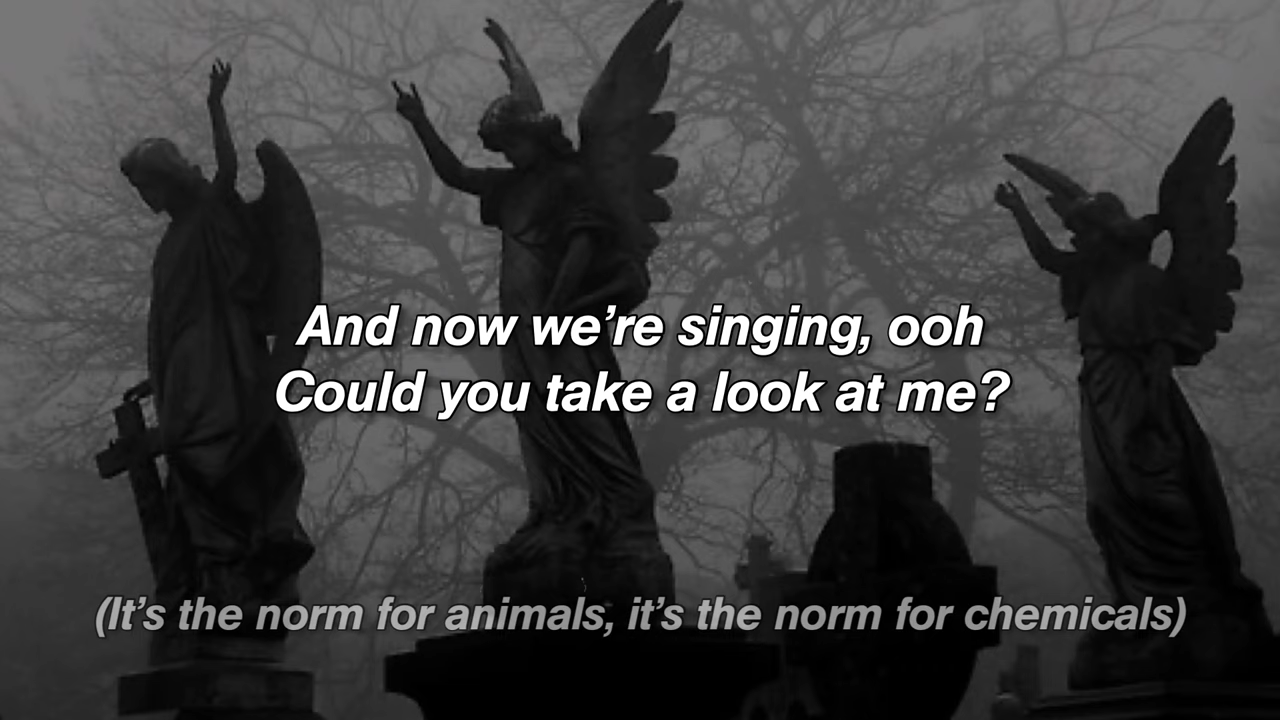 And now we’re singing, ooh
Could you take a look at me?
(It’s the norm for animals, it’s the norm for chemicals)